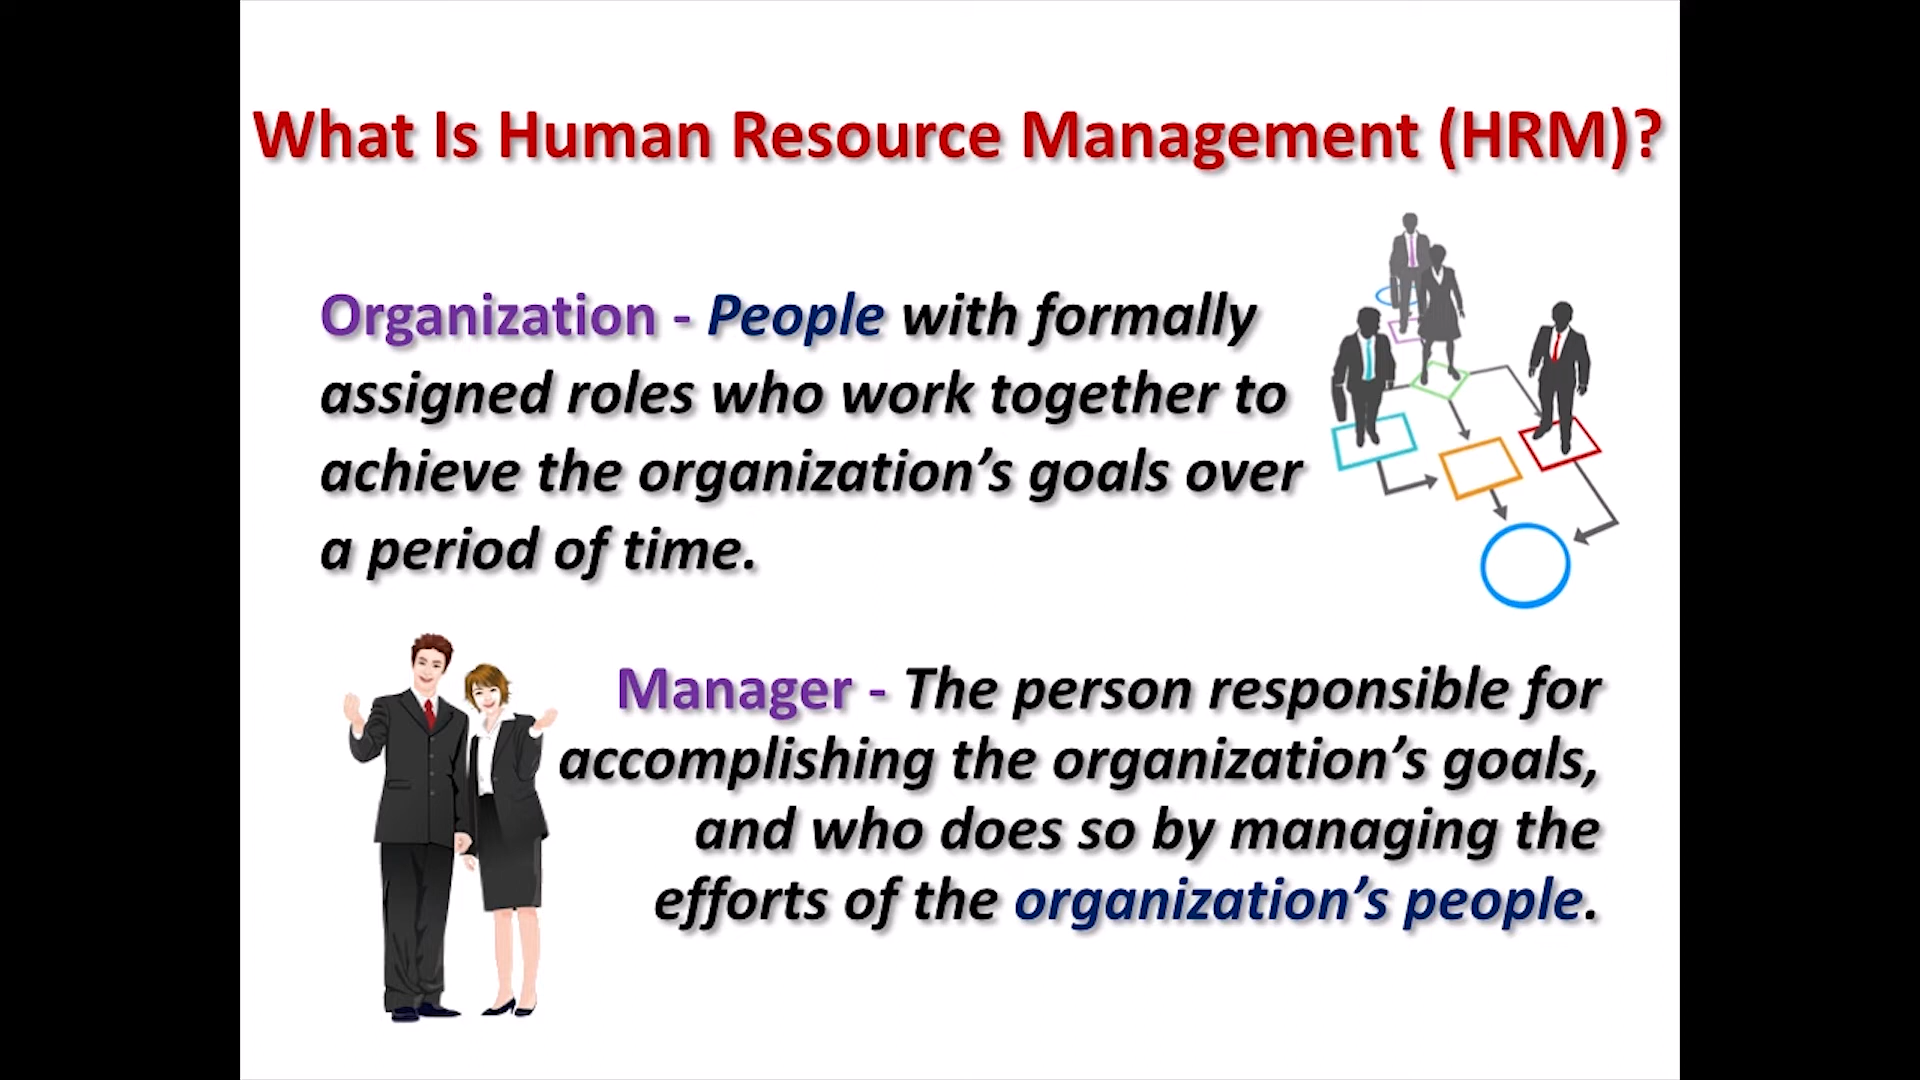 What Is Human Resource Management (HRM)?
Organization - People with formally
assigned roles who work together to
achieve the organization’s goals over
a period of time.
Manager - The person responsible for
accomplishing the organization’s goals,
and who does so by managing the
efforts of the organization’s people.